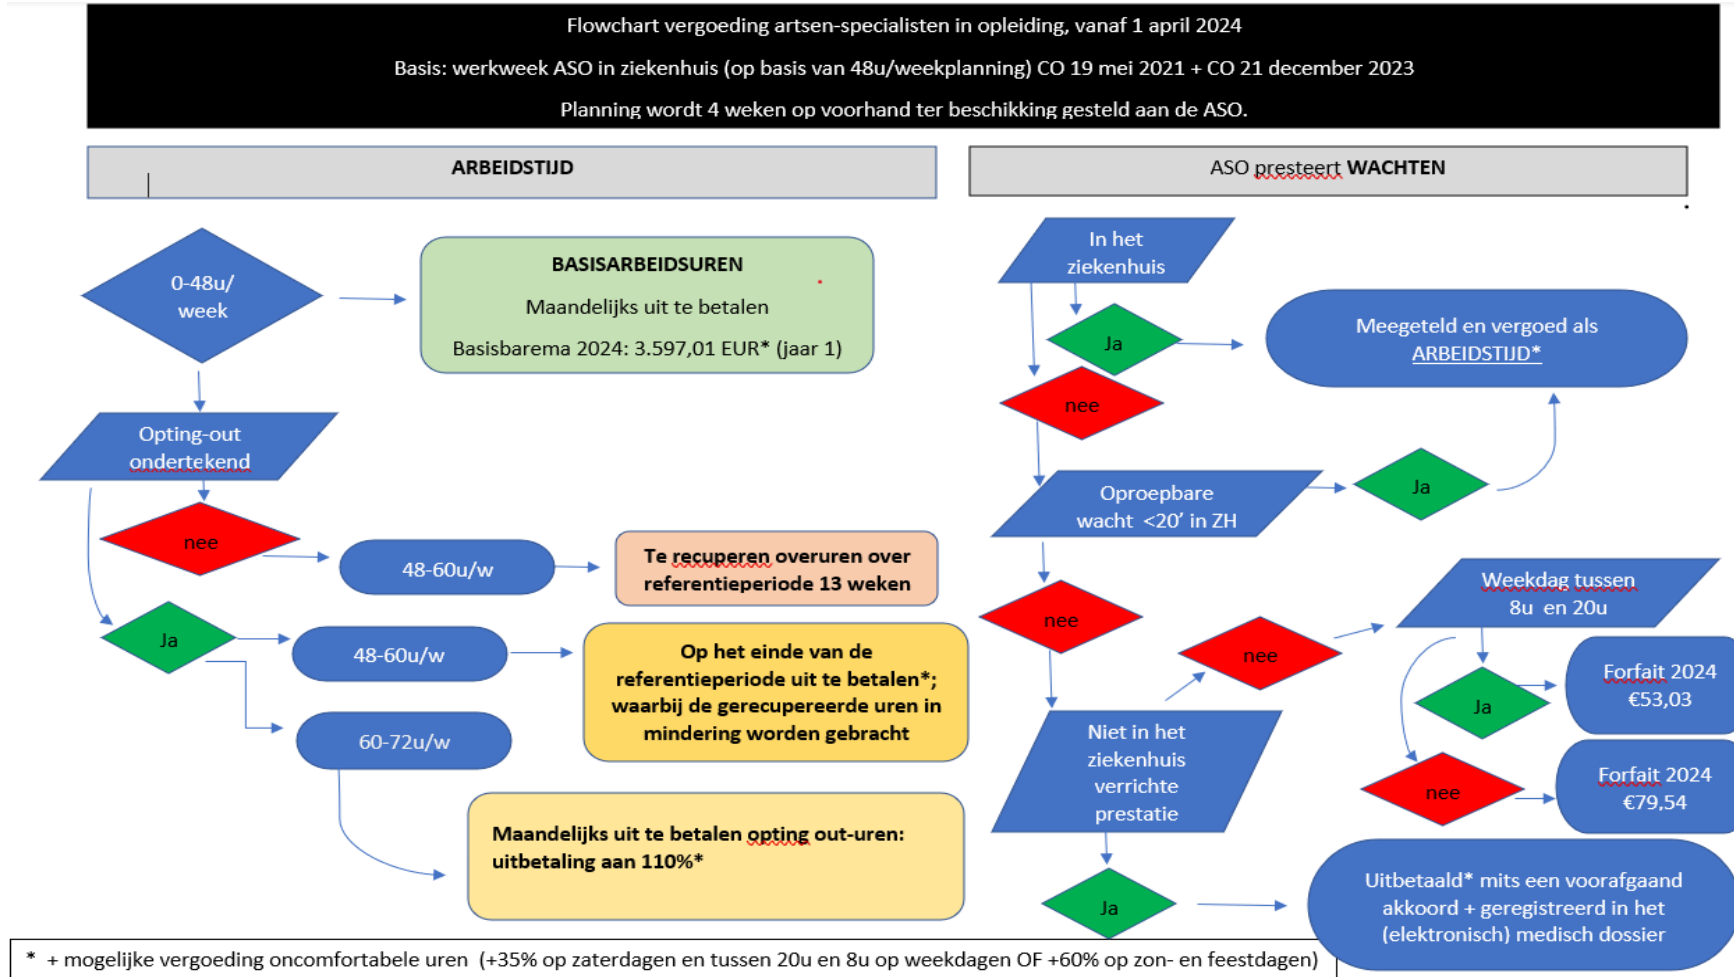 Flowchart vergoeding artsen-specialisten in opleiding, vanaf 1 april 2024
Basis: werkweek ASO in ziekenhuis (op basis van 48u/weekplanning) CO 19 mei 2021 + CO 21 december 2023
Planning wordt 4 weken op voorhand ter beschikking gesteld aan de ASO.
ARBEIDSTIJD
0-48u/
week
BASISARBEIDSUREN
Maandelijks uit te betalen
Basisbarema 2024: 3.597,01 EUR* (jaar 1)
Opting-out
ondertekend
nee
48-60u/w
Te recuperen overuren over
referentieperiode 13 weken
Ja
48-60u/w
Op het einde van de
referentieperiode uit te betalen*;
waarbij de gerecupereerde uren in
mindering worden gebracht
60-72u/w
Maandelijks uit te betalen opting out-uren:
uitbetaling aan 110%*
ASO presteert WACHTEN
In het
ziekenhuis
Ja
Meegeteld en vergoed als
ARBEIDSTIJD*
nee
Oproepbare
wacht <20' in ZH
Ja
nee
nee
Weekdag tussen
8u en 20u
Ja
Forfait 2024
€53,03
nee
Forfait 2024
€79,54
Niet in het
ziekenhuis
verrichte
prestatie
Ja
Uitbetaald* mits een voorafgaand
akkoord + geregistreerd in het
(elektronisch) medisch dossier
* + mogelijke vergoeding oncomfortabele uren (+35% op zaterdagen en tussen 20u en 8u op weekdagen OF +60% op zon- en feestdagen)